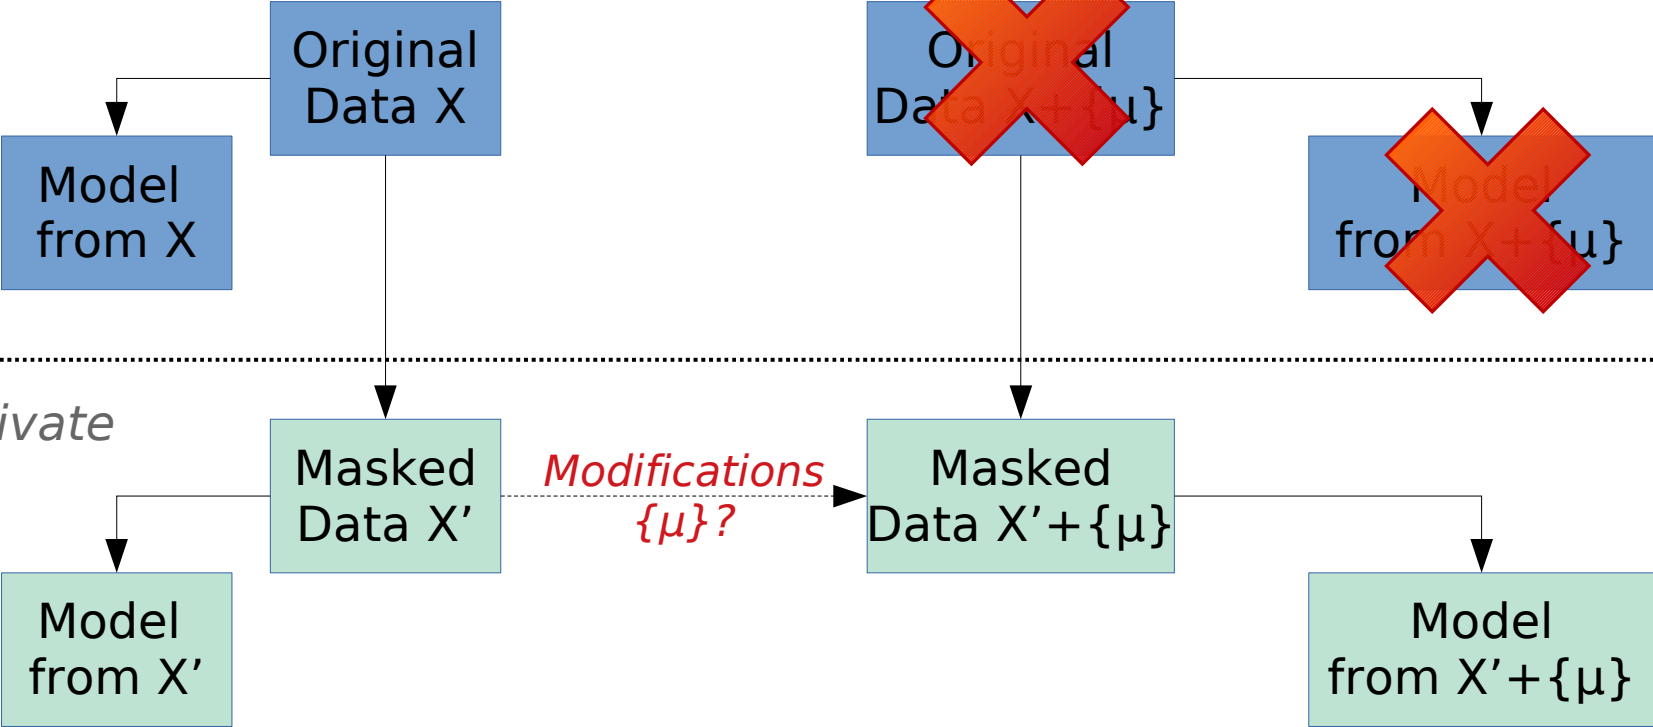 Original
Data X
Original
Data X+{μ}
Model
from X
Model
from X+{μ}
ivate
Masked
Data X’
Modifications
{μ}?
Masked
Data X’+{μ}
Model
from X’
Model
from X’+{μ}